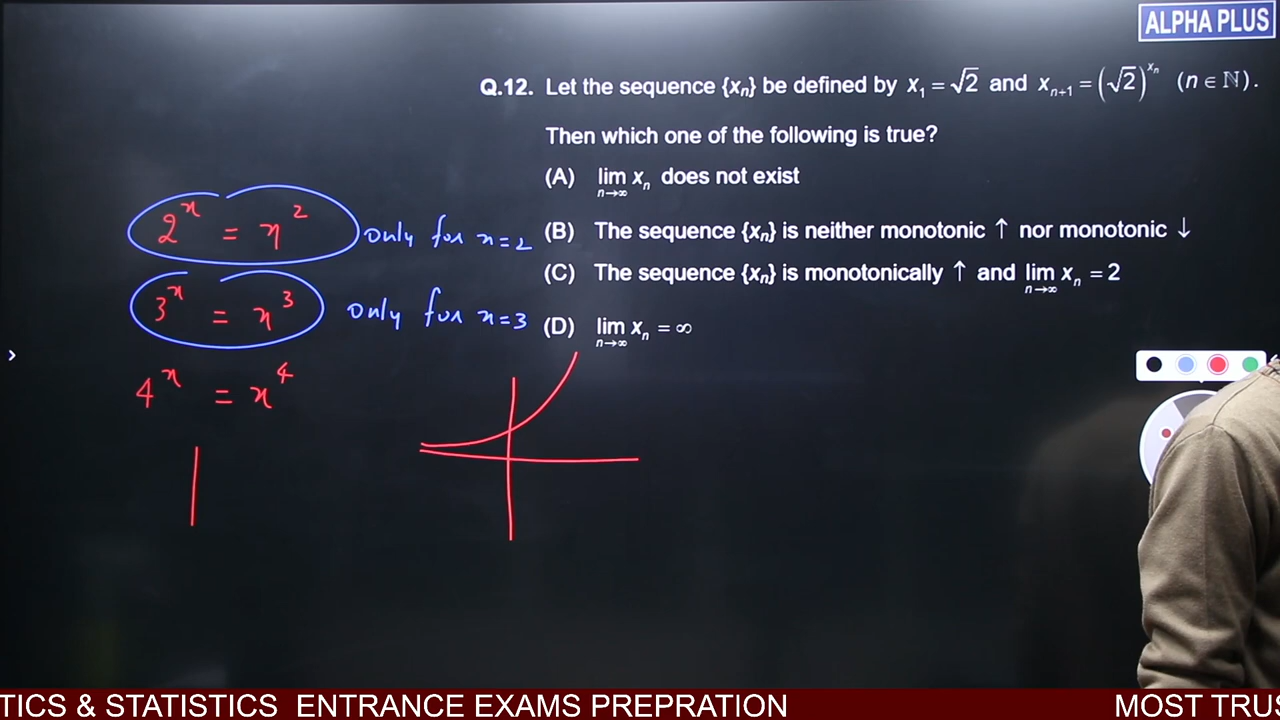 ALPHA PLUS
Q.12. Let the sequence {xₙ} be defined by x₁ = √2 and xₙ₊₁ = (√2)^xₙ (n ∈ ℕ).
Then which one of the following is true?
(A) lim n→∞ xₙ does not exist
(B) The sequence {xₙ} is neither monotonic ↑ nor monotonic ↓
(C) The sequence {xₙ} is monotonically ↑ and lim n→∞ xₙ = 2
(D) lim n→∞ xₙ = ∞
2^x = x^2 only for x=2
3^x = x^3 only for x=3
4^x = x^4
TICS & STATISTICS ENTRANCE EXAMS PREPRATION MOST TRUS